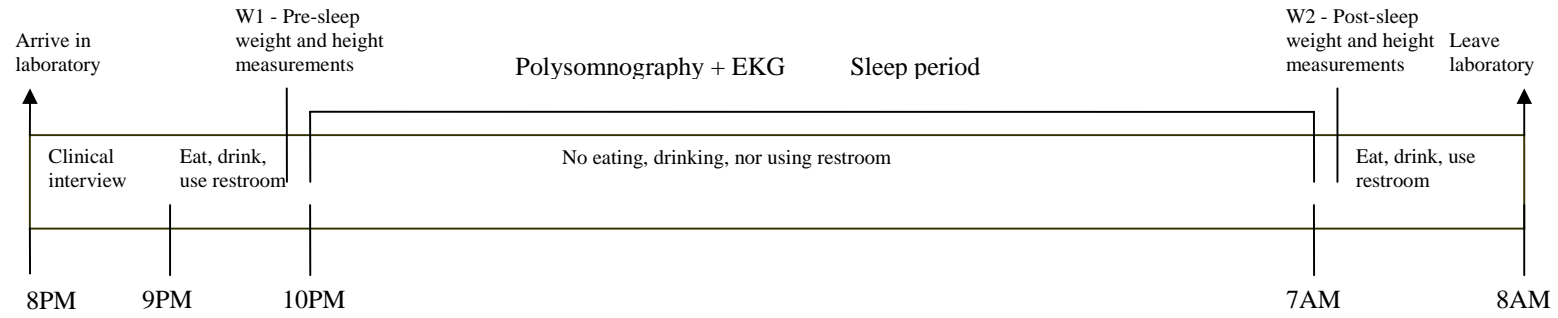 Arrive in
laboratory
W1 - Pre-sleep
weight and height
measurements
Polysomnography + EKG Sleep period
W2 - Post-sleep
weight and height
measurements
Leave
laboratory
Clinical
interview
Eat, drink,
use restroom
No eating, drinking, nor using restroom
Eat, drink, use
restroom
8PM 9PM 10PM 7AM 8AM